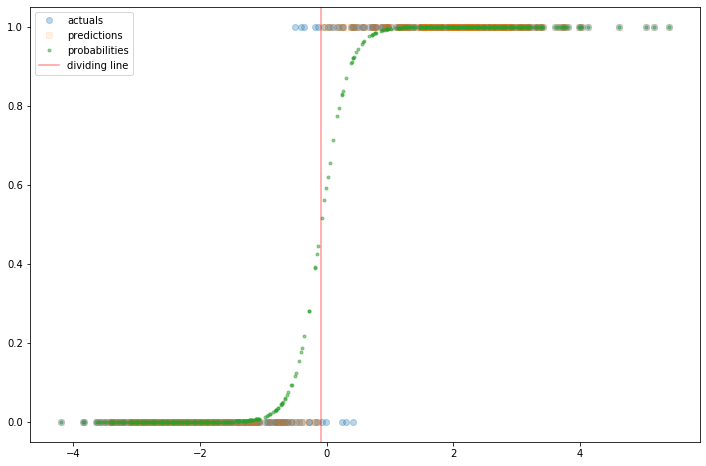 actuals
predictions
probabilities
dividing line
1.0
0.8
0.6
0.4
0.2
0.0
−4 −2 0 2 4